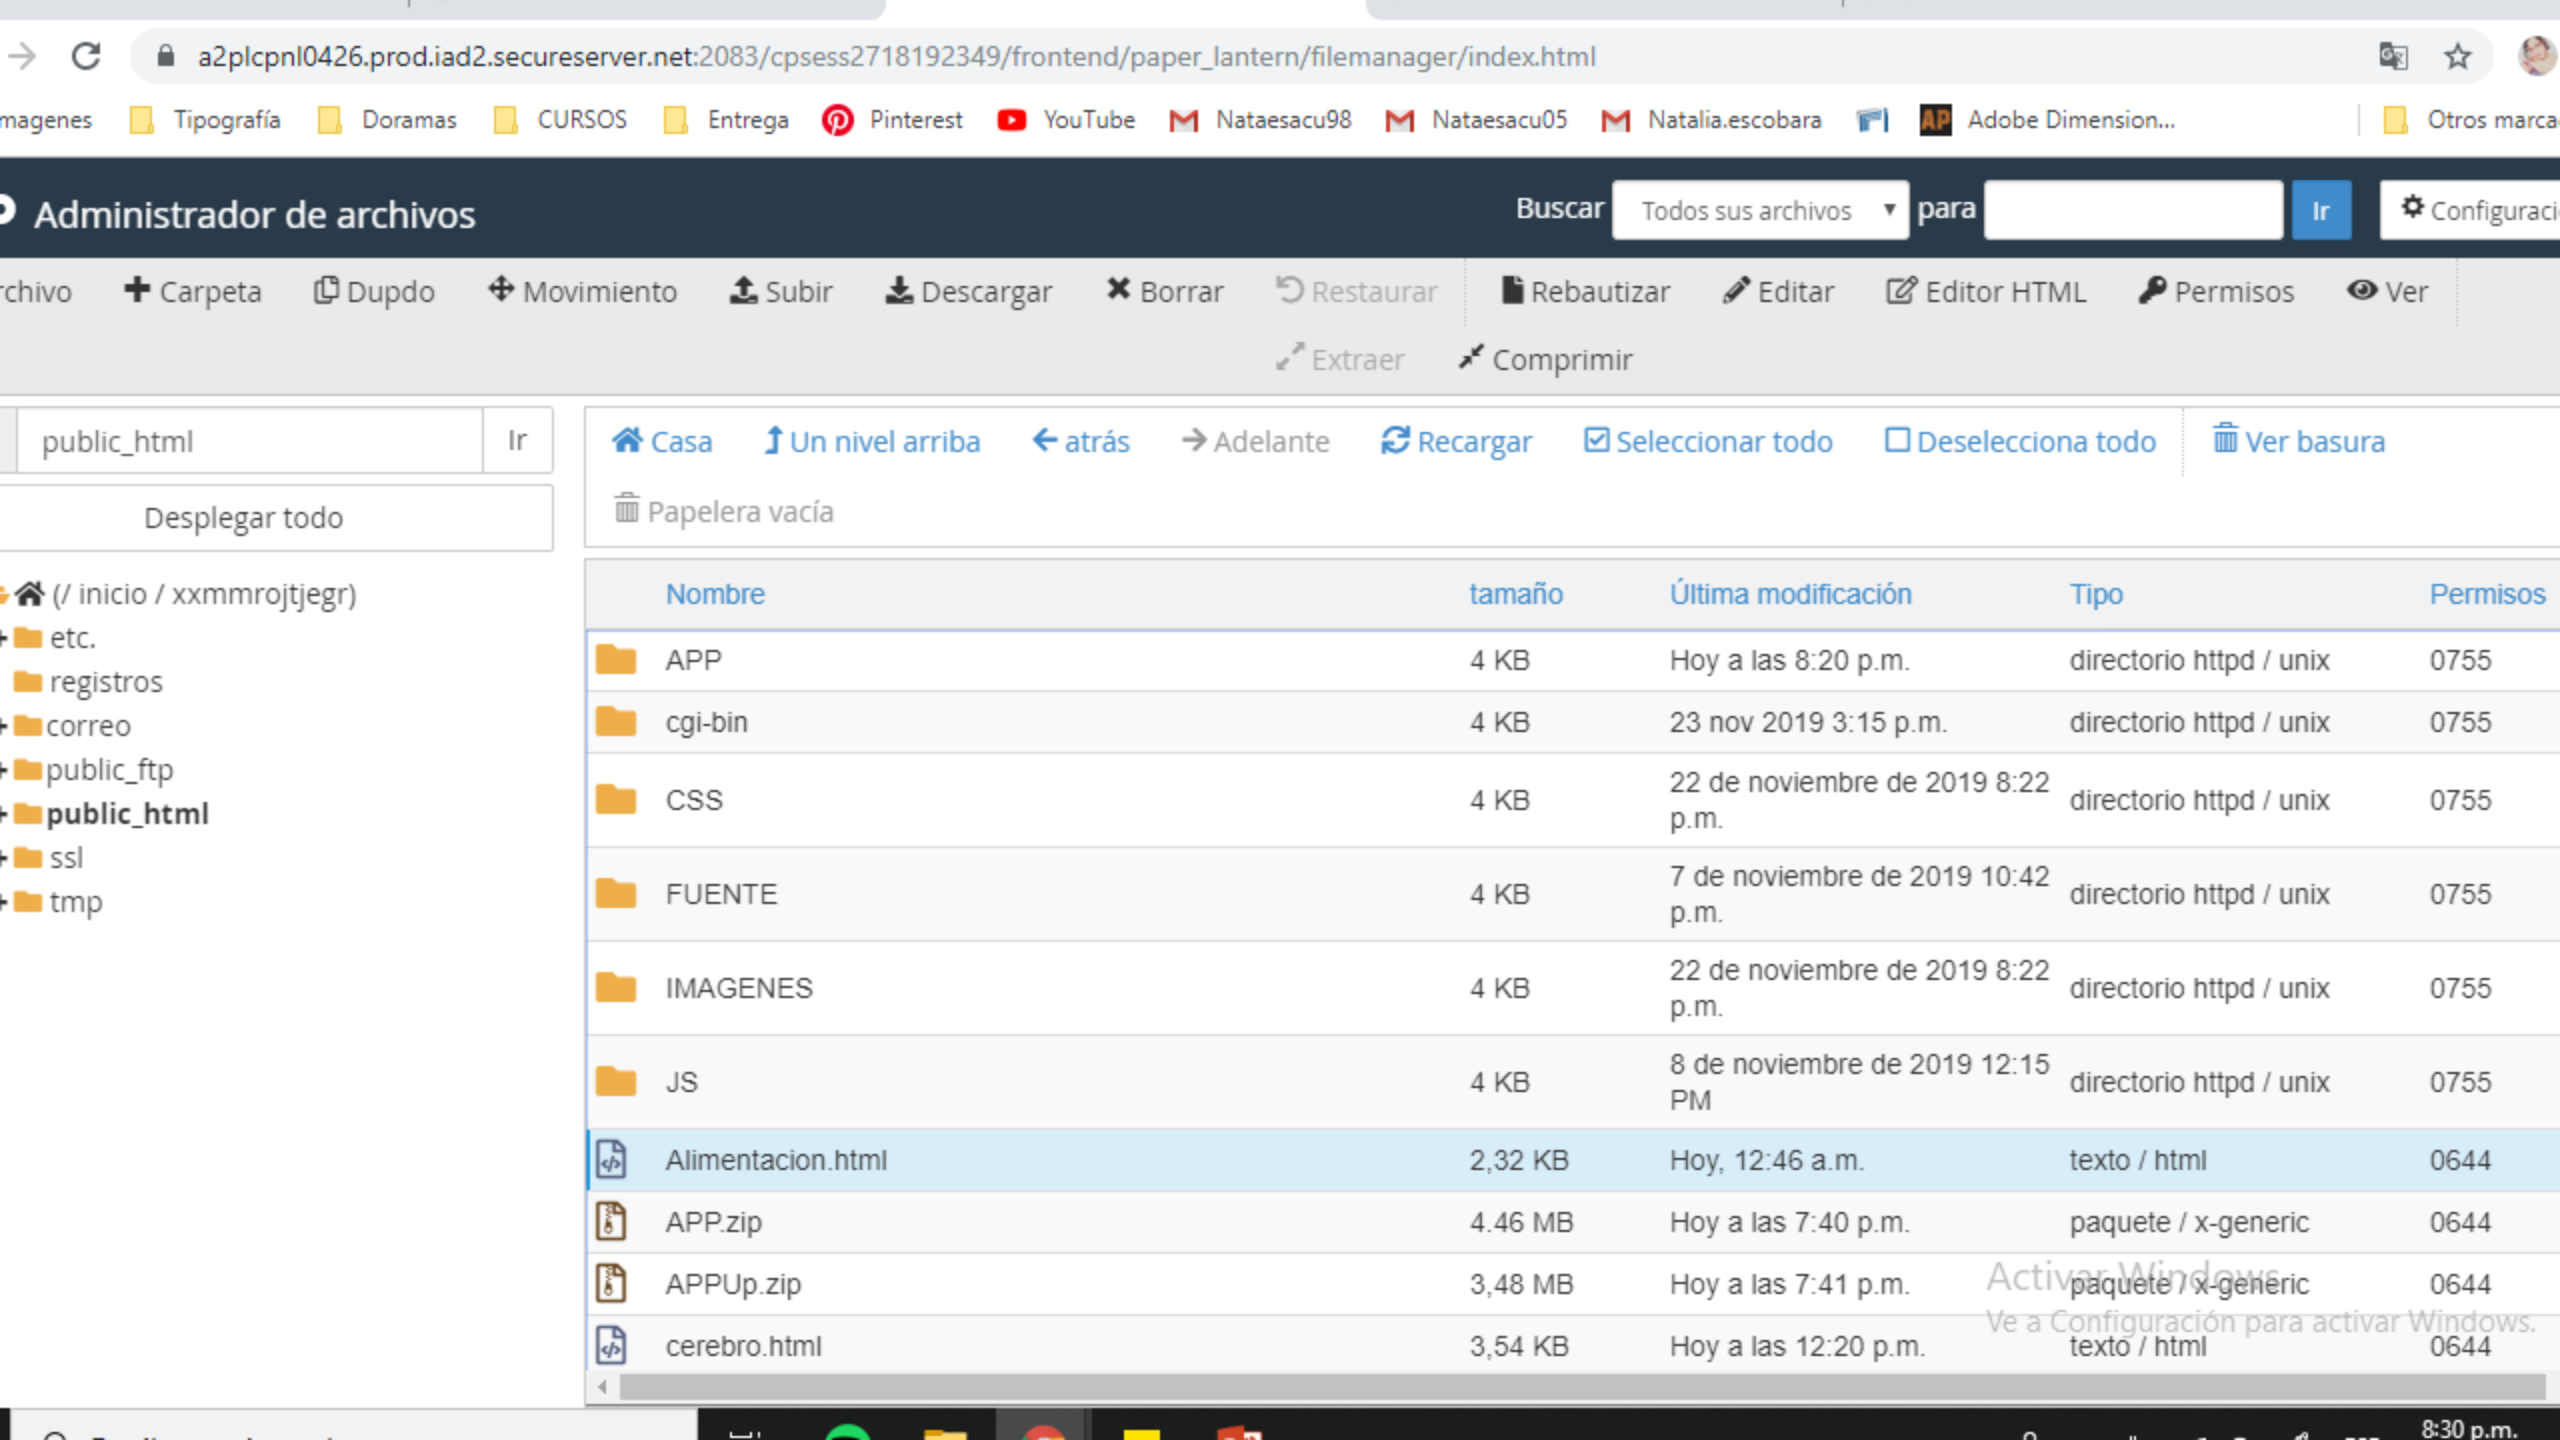 a2plcpnl0426.prod.iad2.secureserver.net:2083/cpsess2718192349/frontend/paper_lantern/filemanager/index.html
magenes Tipografía Doramas CURSOS Entrega Pinterest YouTube Nataesacu98 Nataesacu05 Natalia.escobara AP Adobe Dimension... Otros marca
Administrador de archivos Buscar Todos sus archivos para Ir Configuraci
rchivo Carpeta Dupdo Movimiento Subir Descargar Borrar Restaurar Rebautizar Editar Editor HTML Permisos Ver
Extraer Comprimir
public_html Ir
Desplegar todo
(/ inicio / xxmmrojtjegr)
etc.
registros
correo
public_ftp
public_html
ssl
tmp
Casa Un nivel arriba atrás Adelante Recargar Seleccionar todo Deselecciona todo Ver basura
Papelera vacía
Nombre tamaño Última modificación Tipo Permisos
APP 4 KB Hoy a las 8:20 p.m. directorio httpd / unix 0755
cgi-bin 4 KB 23 nov 2019 3:15 p.m. directorio httpd / unix 0755
CSS 4 KB 22 de noviembre de 2019 8:22 p.m. directorio httpd / unix 0755
FUENTE 4 KB 7 de noviembre de 2019 10:42 p.m. directorio httpd / unix 0755
IMAGENES 4 KB 22 de noviembre de 2019 8:22 p.m. directorio httpd / unix 0755
JS 4 KB 8 de noviembre de 2019 12:15 PM directorio httpd / unix 0755
Alimentacion.html 2,32 KB Hoy, 12:46 a.m. texto / html 0644
APP.zip 4.46 MB Hoy a las 7:40 p.m. paquete / x-generic 0644
APPUp.zip 3,48 MB Hoy a las 7:41 p.m. paquete / x-generic 0644
cerebro.html 3,54 KB Hoy a las 12:20 p.m. texto / html 0644
Activar Windows
Ve a Configuración para activar Windows.
8:30 p.m.